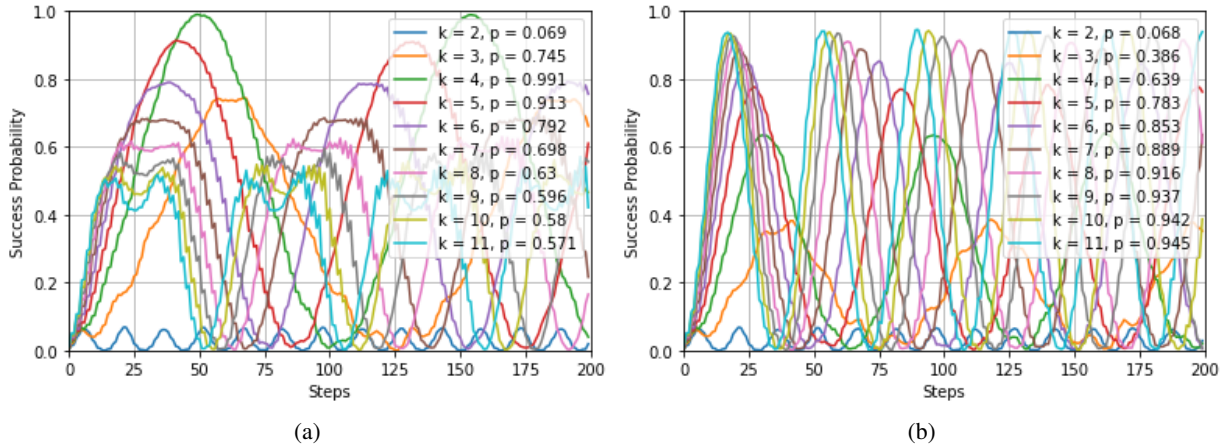 1.0
0.8
0.6
0.4
0.2
0.0
Success Probability
0 25 50 75 100 125 150 175 200
Steps
k = 2, p = 0.069
k = 3, p = 0.745
k = 4, p = 0.991
k = 5, p = 0.913
k = 6, p = 0.792
k = 7, p = 0.698
k = 8, p = 0.63
k = 9, p = 0.596
k = 10, p = 0.58
k = 11, p = 0.571
(a)
1.0
0.8
0.6
0.4
0.2
0.0
Success Probability
0 25 50 75 100 125 150 175 200
Steps
k = 2, p = 0.068
k = 3, p = 0.386
k = 4, p = 0.639
k = 5, p = 0.783
k = 6, p = 0.853
k = 7, p = 0.889
k = 8, p = 0.916
k = 9, p = 0.937
k = 10, p = 0.942
k = 11, p = 0.945
(b)